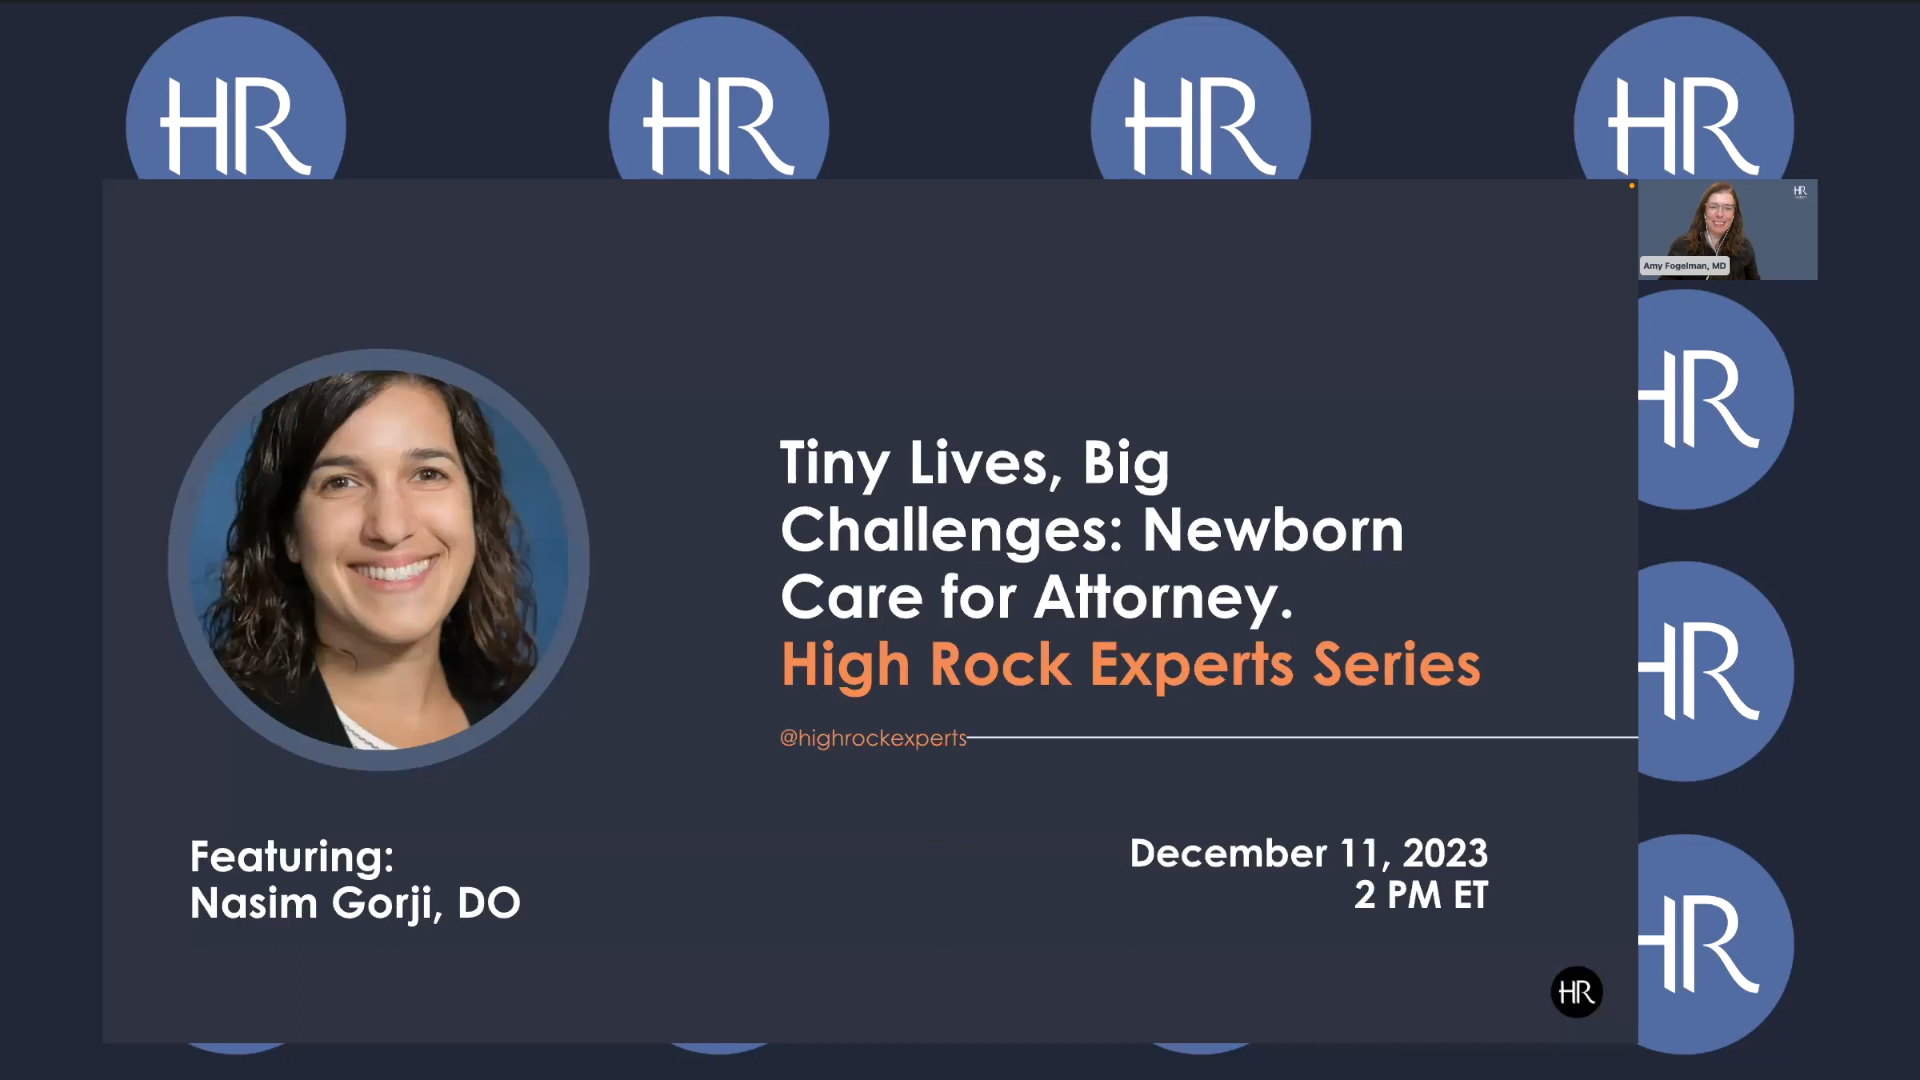 HR HR HR HR
HR
Amy Fogelman, MD
HR
Tiny Lives, Big
Challenges: Newborn
Care for Attorney.
High Rock Experts Series
@highrockexperts
HR
Featuring:
Nasim Gorji, DO
December 11, 2023
2 PM ET
HR
HR